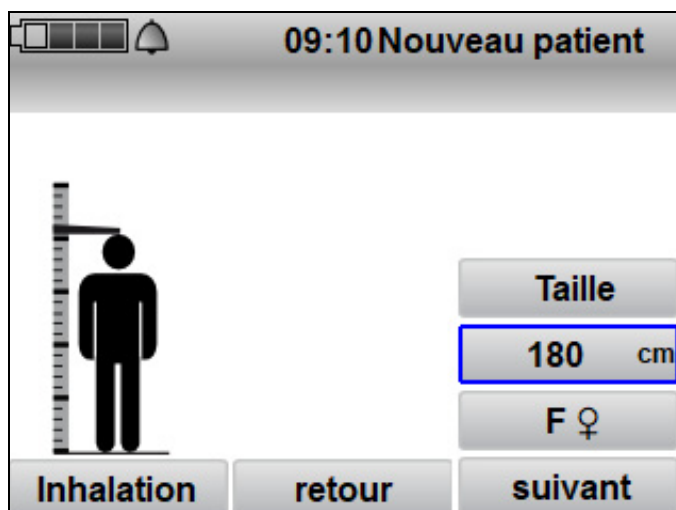 09:10 Nouveau patient
Taille
180 cm
F ♀
Inhalation retour suivant